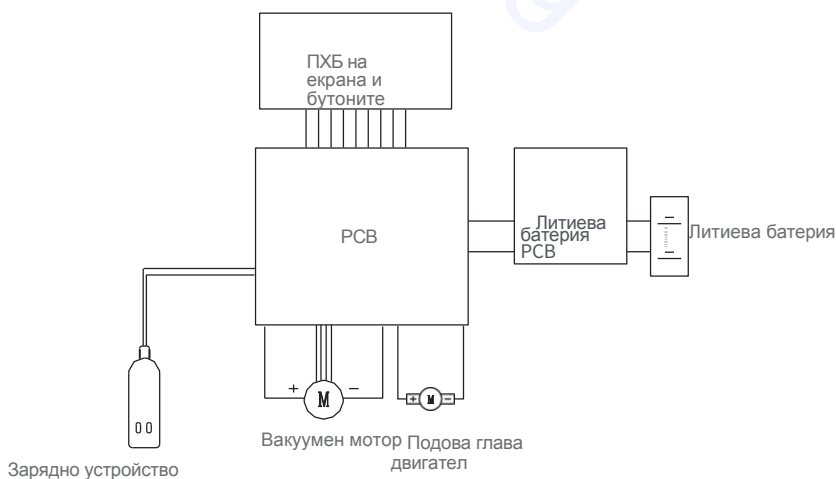 ПХБ на
екрана и
бутоните
PCB
Литиева
батерия
PCB
Литиева батерия
+
M
−
+
M
−
Вакуумен мотор
Подова глава
двигател
Зарядно устройство